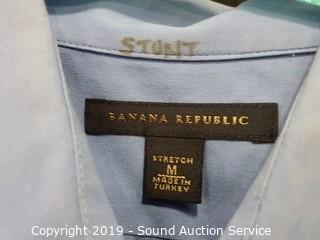 STUNT
BANANA REPUBLIC
STRETCH
M
MADE IN
TURKEY
Copyright 2019 - Sound Auction Service